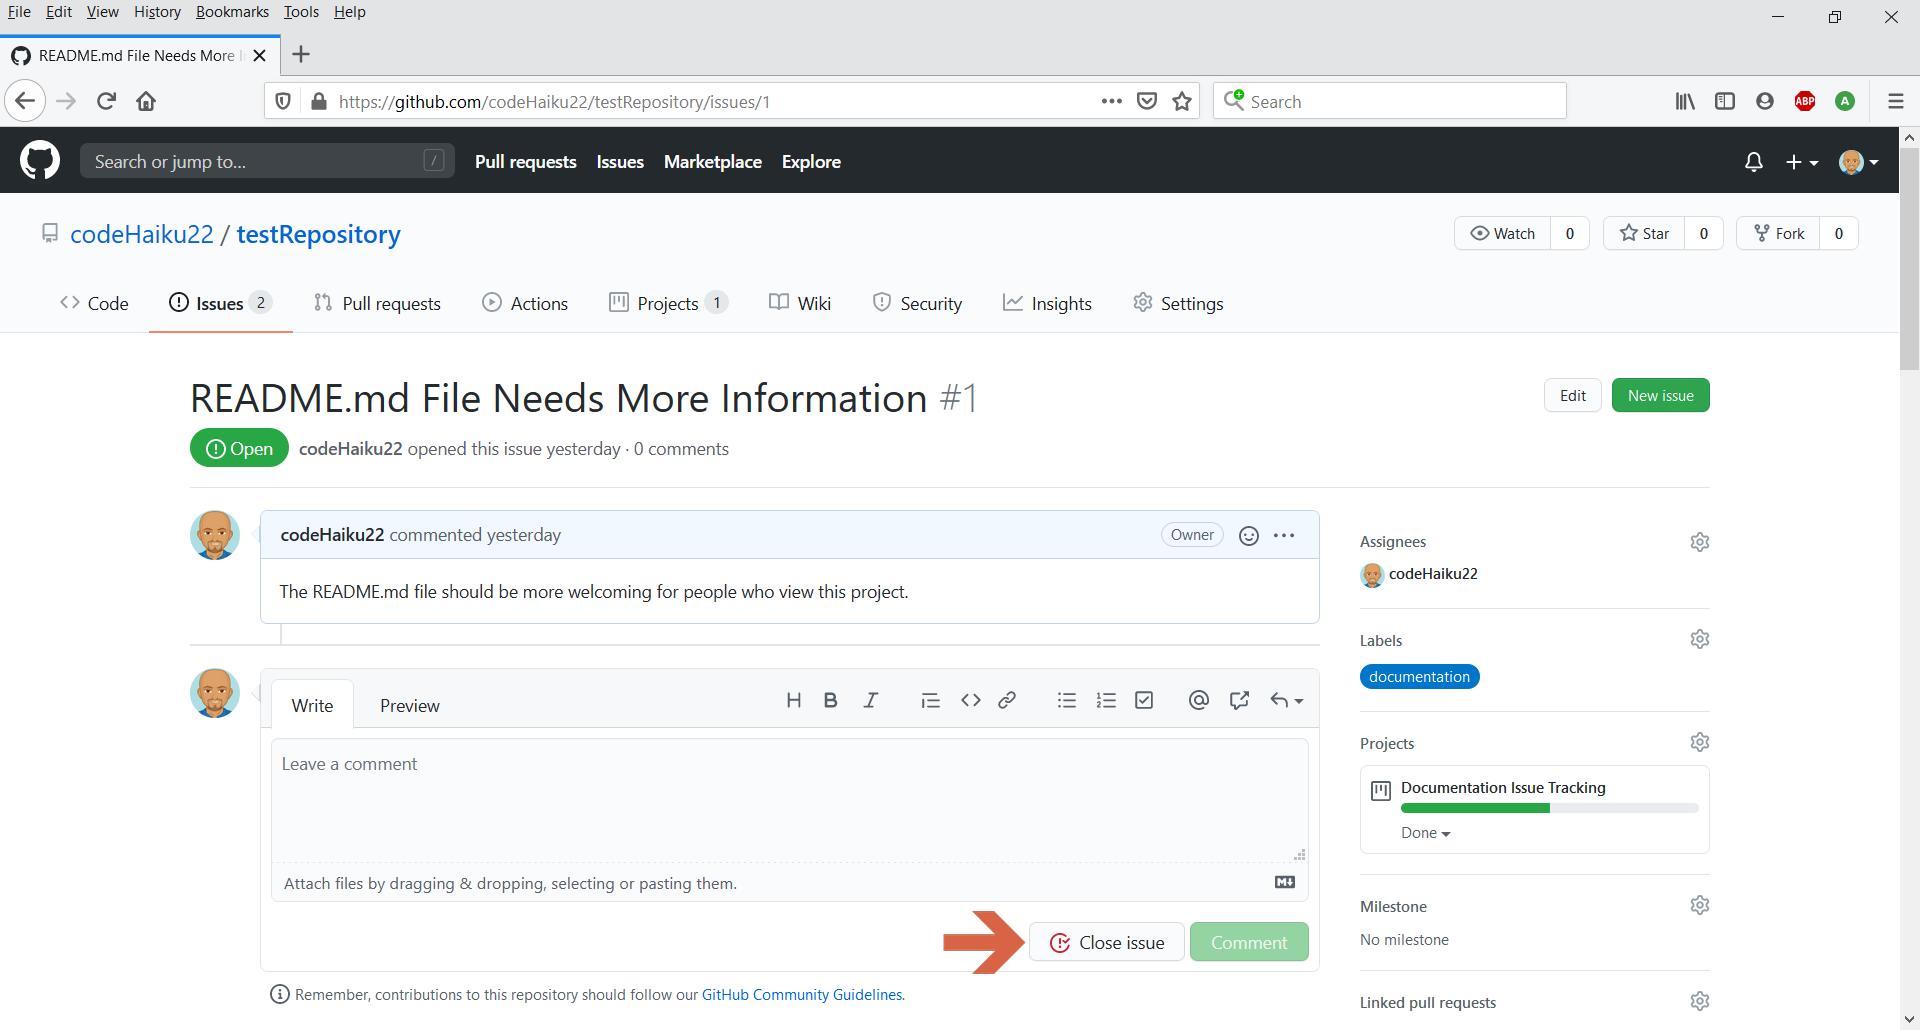 File Edit View History Bookmarks Tools Help
README.md File Needs More I
https://github.com/codeHaiku22/testRepository/issues/1
Search
ABP
A
Search or jump to...
/
Pull requests Issues Marketplace Explore
codeHaiku22 / testRepository
Watch 0
Star 0
Fork 0
Code
Issues 2
Pull requests
Actions
Projects 1
Wiki
Security
Insights
Settings
README.md File Needs More Information #1
Edit
New issue
Open
codeHaiku22 opened this issue yesterday · 0 comments
codeHaiku22 commented yesterday
Owner
The README.md file should be more welcoming for people who view this project.
Write
Preview
H B I
Leave a comment
Attach files by dragging & dropping, selecting or pasting them.
Close issue
Comment
Remember, contributions to this repository should follow our GitHub Community Guidelines.
Assignees
codeHaiku22
Labels
documentation
Projects
Documentation Issue Tracking
Done
Milestone
No milestone
Linked pull requests